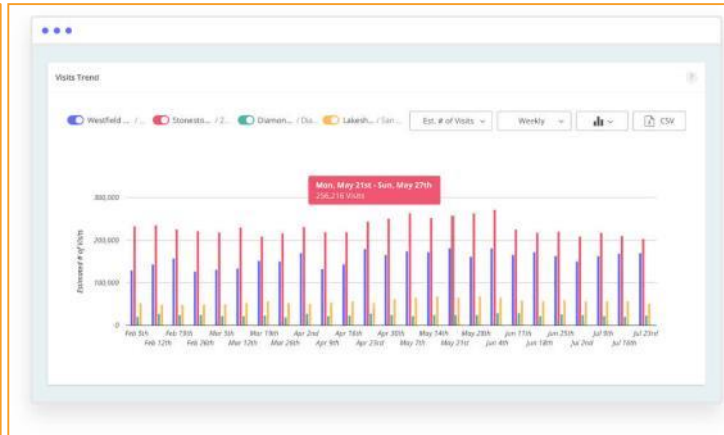 Visits Trend
?
Westfield ... / ... Stonesto... / 2... Diamon... / Dia... Lakesh... / San ... Est. # of Visits Weekly CSV
Mon, May 21st - Sun, May 27th
256,216 Visits
300,000
200,000
100,000
0
Estimated # of Visits
Feb 5th Feb 19th Mar 5th Mar 19th Apr 2nd Apr 16th Apr 30th May 14th May 28th Jun 11th Jun 25th Jul 9th Jul 23rd
Feb 12th Feb 26th Mar 12th Mar 26th Apr 9th Apr 23rd May 7th May 21st Jun 4th Jun 18th Jul 2nd Jul 16th